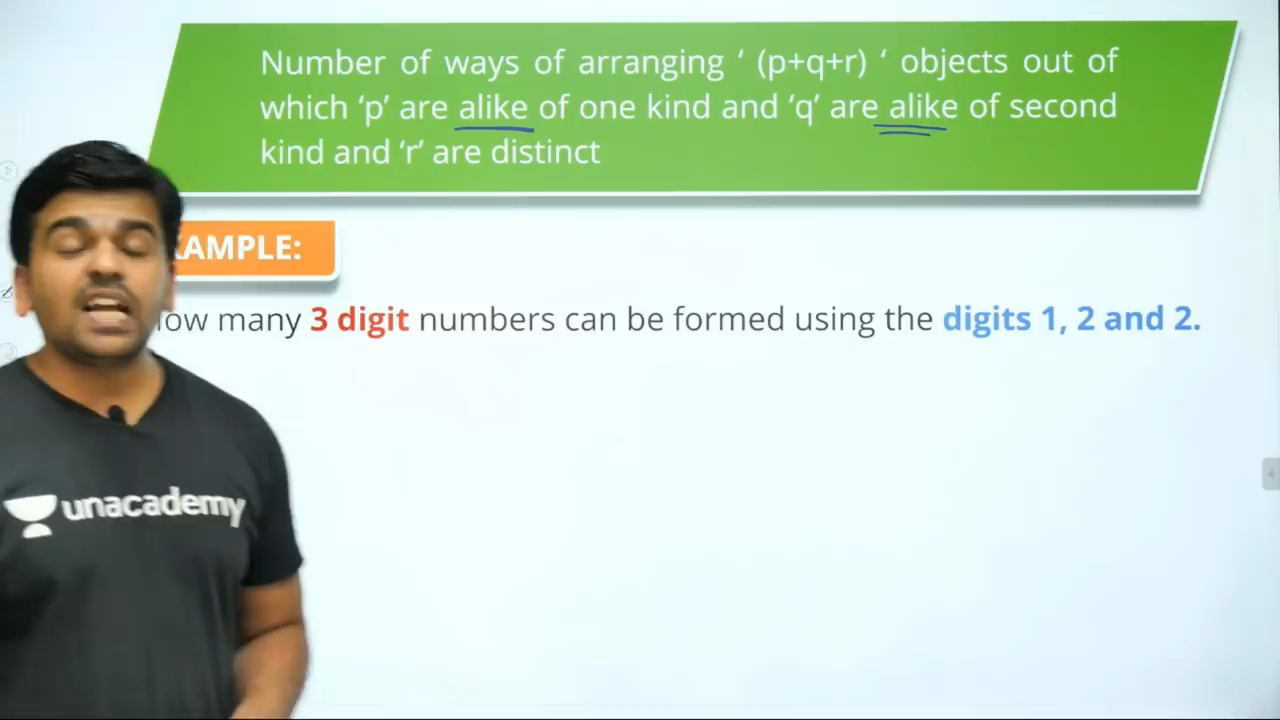 Number of ways of arranging ‘ (p+q+r) ‘ objects out of
which ‘p’ are alike of one kind and ‘q’ are alike of second
kind and ‘r’ are distinct
AMPLE:
many 3 digit numbers can be formed using the digits 1, 2 and 2.
unacademy